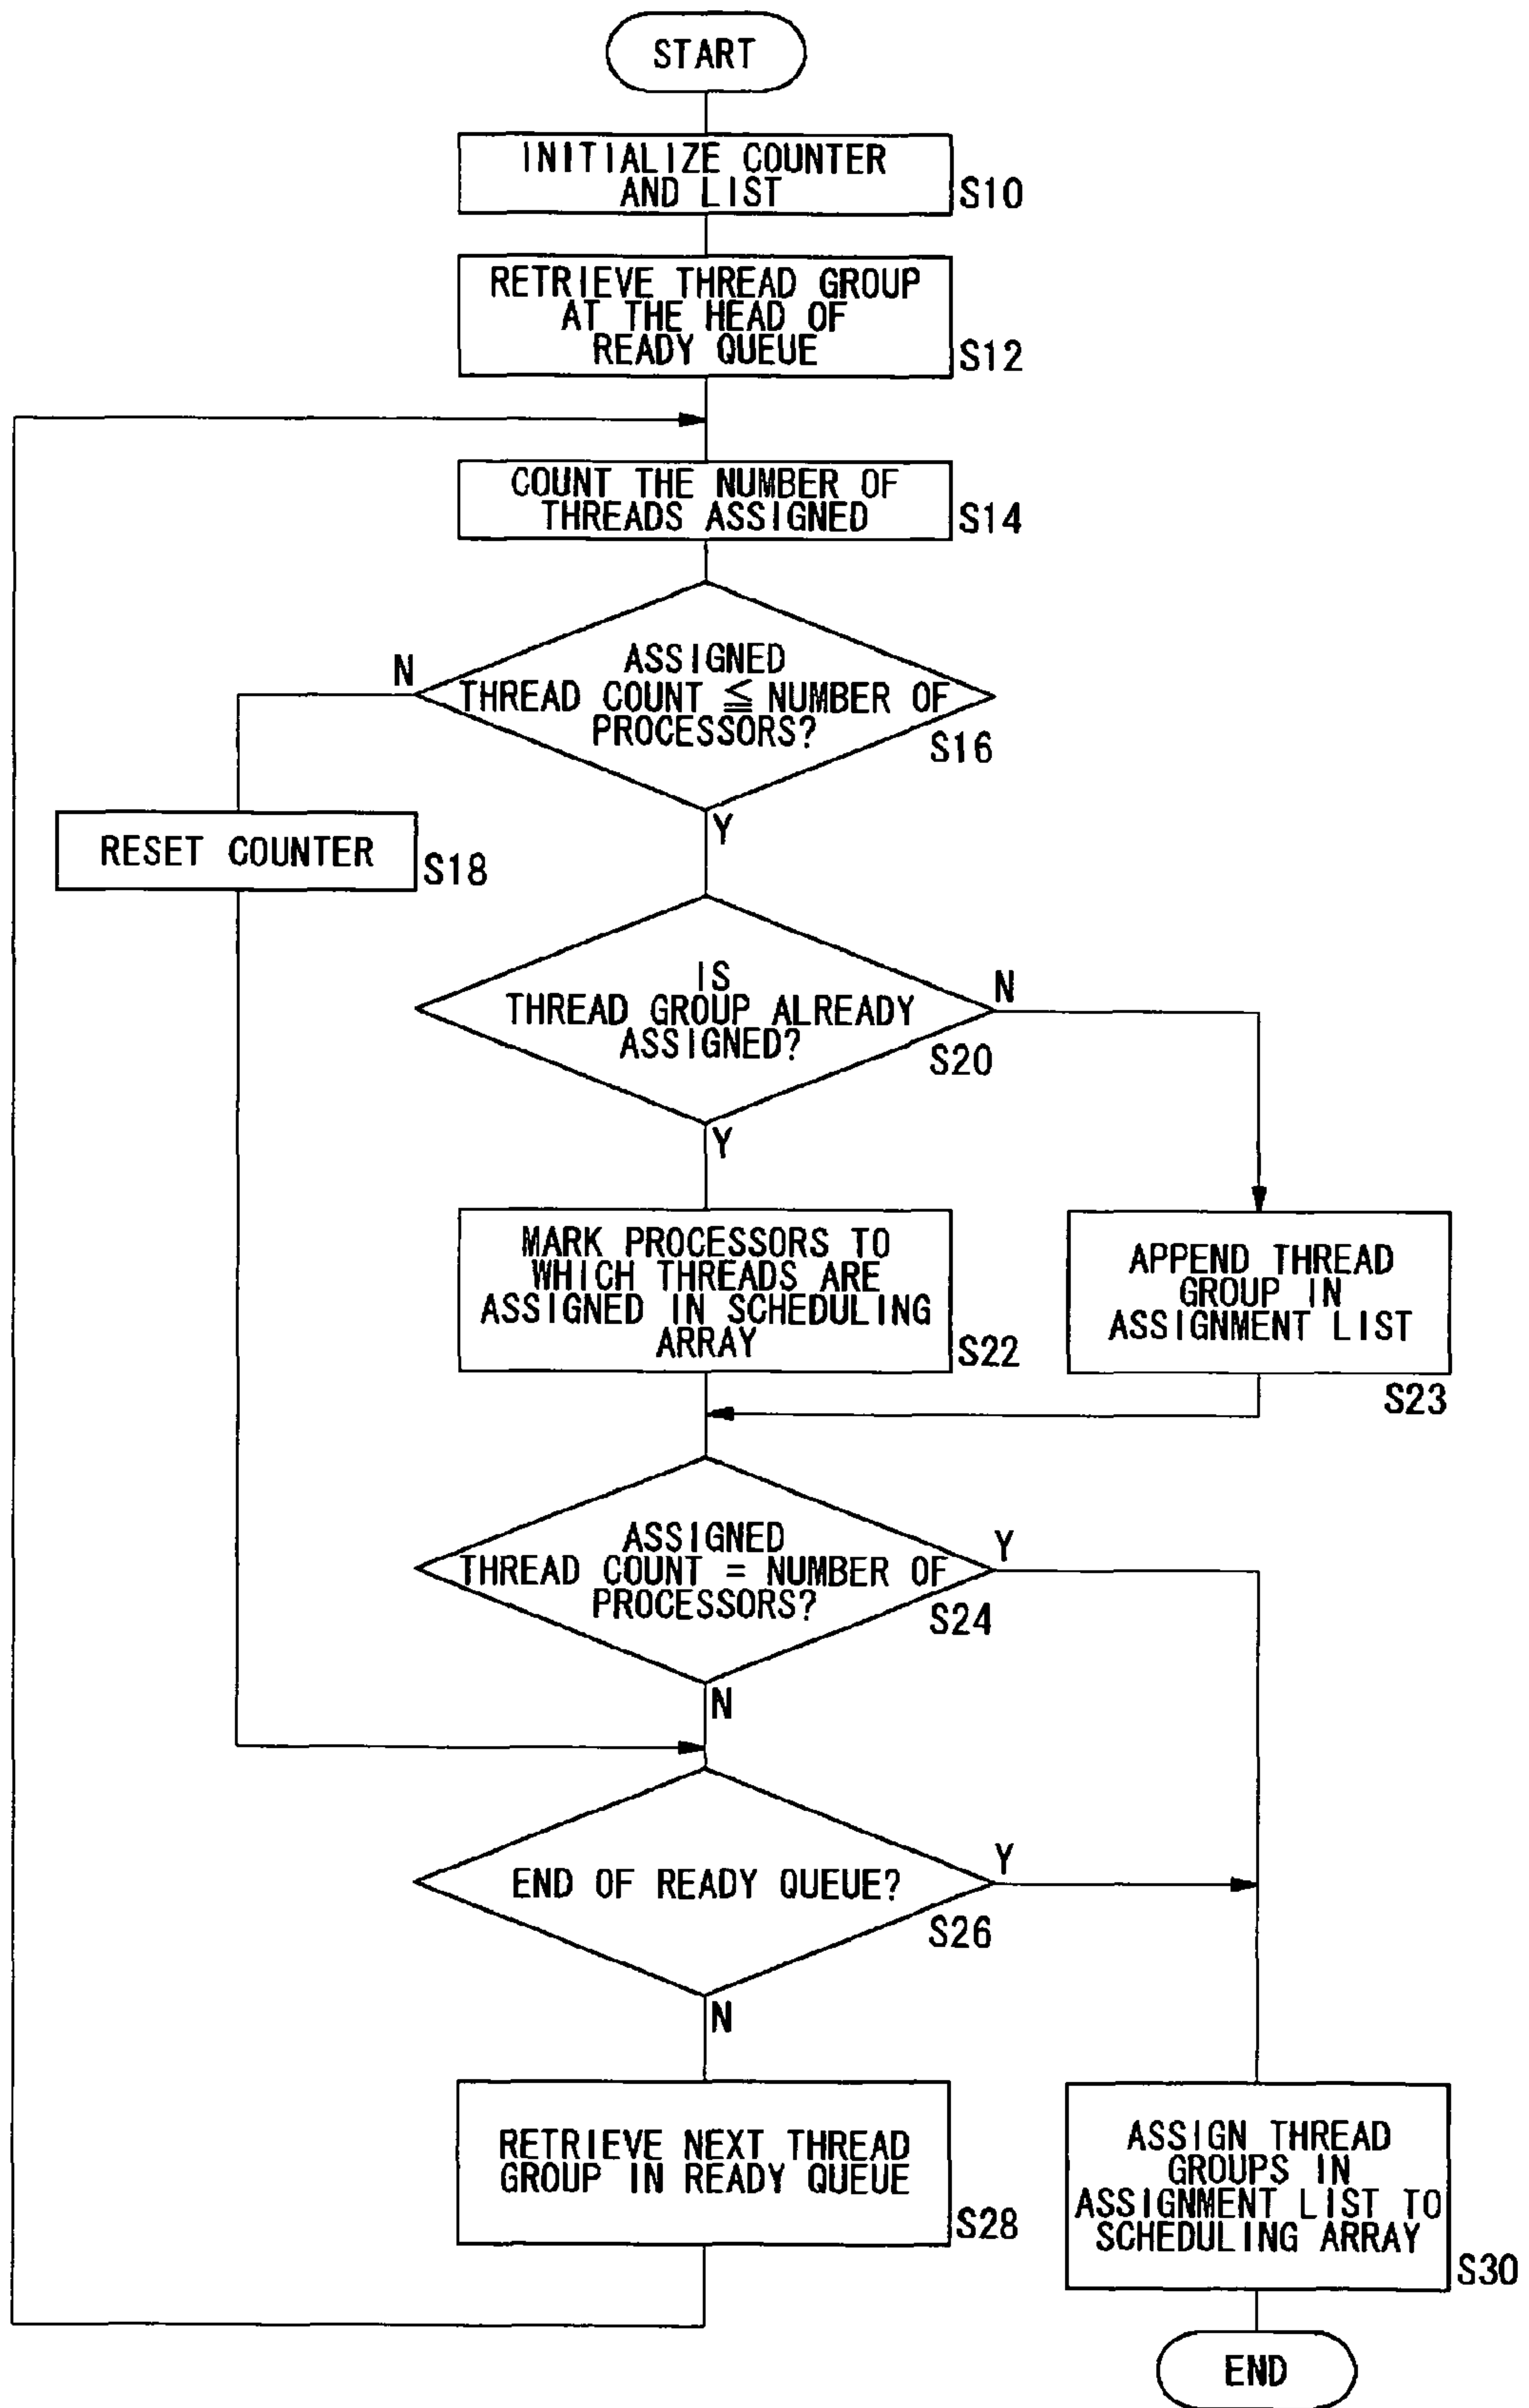 START
INITIALIZE COUNTER
AND LIST
S10
RETRIEVE THREAD GROUP
AT THE HEAD OF
READY QUEUE
S12
COUNT THE NUMBER OF
THREADS ASSIGNED
S14
N
ASSIGNED
THREAD COUNT ≦ NUMBER OF
PROCESSORS?
S16
Y
RESET COUNTER
S18
IS
THREAD GROUP ALREADY
ASSIGNED?
S20
N
Y
MARK PROCESSORS TO
WHICH THREADS ARE
ASSIGNED IN SCHEDULING
ARRAY
S22
APPEND THREAD
GROUP IN
ASSIGNMENT LIST
S23
ASSIGNED
THREAD COUNT = NUMBER OF
PROCESSORS?
S24
Y
N
END OF READY QUEUE?
S26
Y
N
RETRIEVE NEXT THREAD
GROUP IN READY QUEUE
S28
ASSIGN THREAD
GROUPS IN
ASSIGNMENT LIST TO
SCHEDULING ARRAY
S30
END